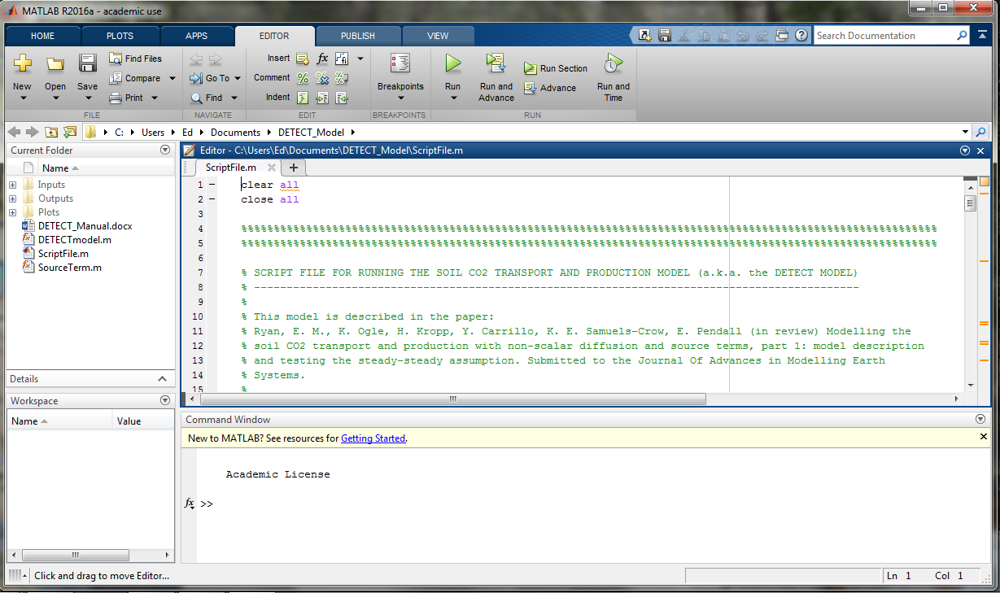 MATLAB R2016a - academic use
HOME PLOTS APPS EDITOR PUBLISH VIEW
Search Documentation
New
Open
Save
Find Files
Compare
Print
FILE
Go To
Find
NAVIGATE
Insert
Comment
Indent
EDIT
Breakpoints
BREAKPOINTS
Run
Run and
Advance
Run Section
Advance
Run and
Time
RUN
C: Users Ed Documents DETECT_Model
Current Folder
Name
Inputs
Outputs
Plots
DETECT_Manual.docx
DETECTmodel.m
ScriptFile.m
SourceTerm.m
Details
Workspace
Name Value
Editor - C:\Users\Ed\Documents\DETECT_Model\ScriptFile.m
ScriptFile.m
1 clear all
2 close all
3
4 %%%%%%%%%%%%%%%%%%%%%%%%%%%%%%%%%%%%%%%%%%%%%%%%%%%%%%%%%%%%%%%%%%%%%%%%%%%%%%%%%%%%%%%%%%%%%%%%%%%%%%%%%%%%%
5 %%%%%%%%%%%%%%%%%%%%%%%%%%%%%%%%%%%%%%%%%%%%%%%%%%%%%%%%%%%%%%%%%%%%%%%%%%%%%%%%%%%%%%%%%%%%%%%%%%%%%%%%%%%%%
6
7 % SCRIPT FILE FOR RUNNING THE SOIL CO2 TRANSPORT AND PRODUCTION MODEL (a.k.a. the DETECT MODEL)
8 % ---------------------------------------------------------------------------------------------
9 %
10 % This model is described in the paper:
11 % Ryan, E. M., K. Ogle, H. Kropp, Y. Carrillo, K. E. Samuels-Crow, E. Pendall (in review) Modelling the
12 % soil CO2 transport and production with non-scalar diffusion and source terms, part 1: model description
13 % and testing the steady-steady assumption. Submitted to the Journal Of Advances in Modelling Earth
14 % Systems.
15 %
Command Window
New to MATLAB? See resources for Getting Started.
Academic License
fx >>
Click and drag to move Editor...
Ln 1 Col 1